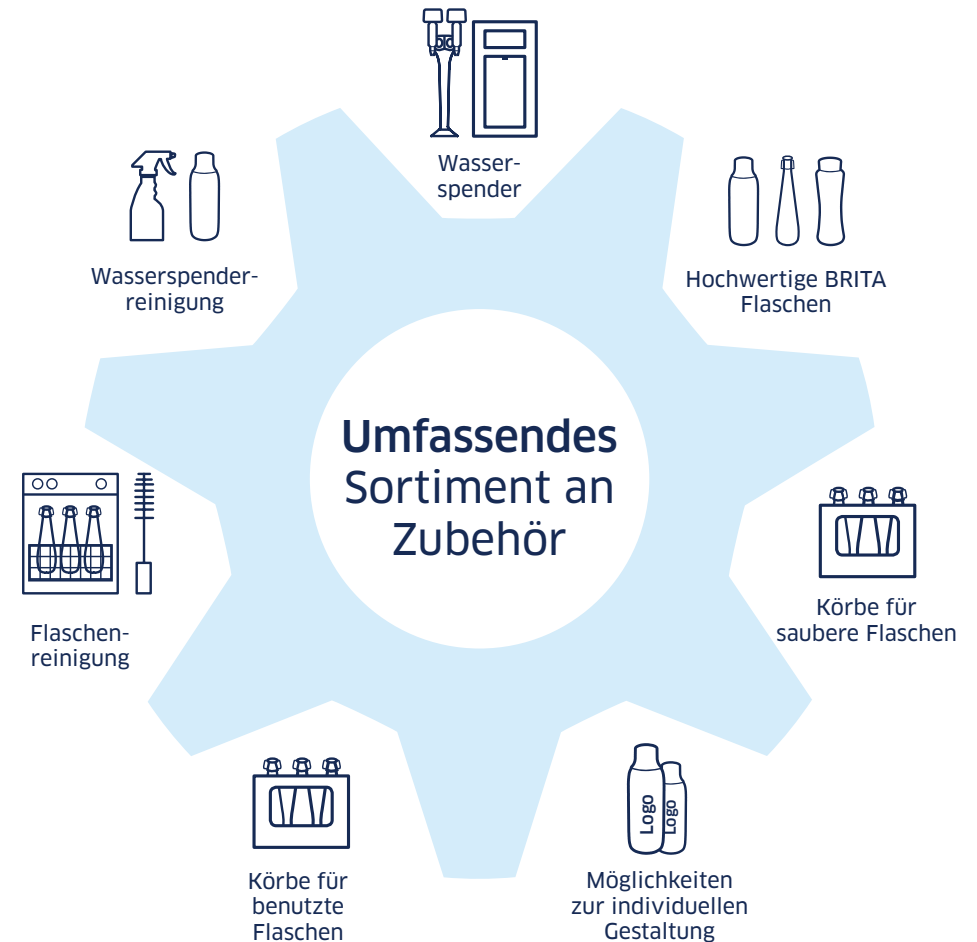 Wasser-
spender
Hochwertige BRITA
Flaschen
Körbe für
saubere Flaschen
Logo
Logo
Möglichkeiten
zur individuellen
Gestaltung
Körbe für
benutzte
Flaschen
Flaschen-
reinigung
Wasserspender-
reinigung
Umfassendes
Sortiment an
Zubehör